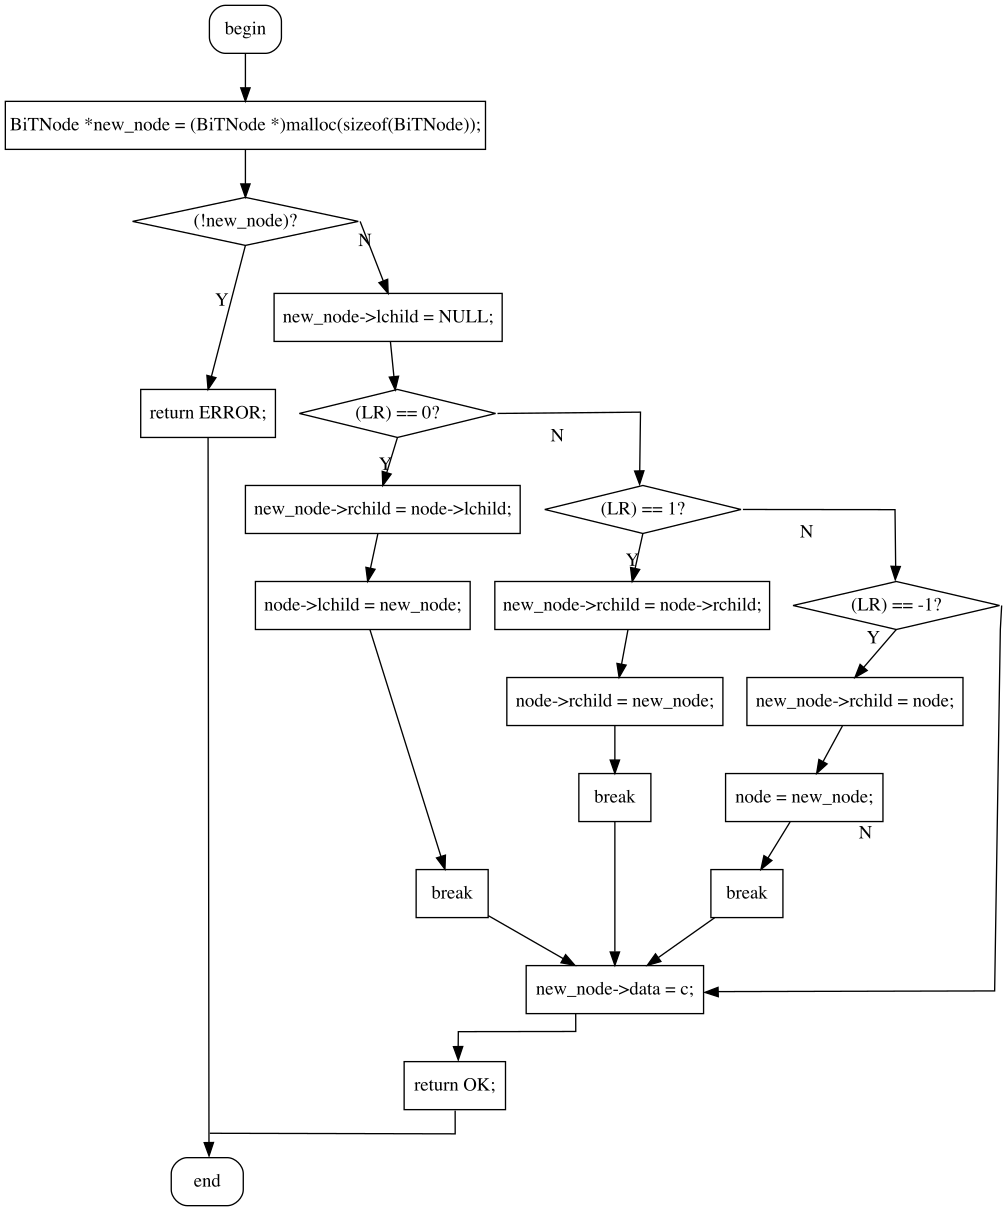 begin
BiTNode *new_node = (BiTNode *)malloc(sizeof(BiTNode));
(!new_node)?
N
Y
new_node->lchild = NULL;
return ERROR;
(LR) == 0?
N
Y
new_node->rchild = node->lchild;
(LR) == 1?
N
Y
node->lchild = new_node;
new_node->rchild = node->rchild;
(LR) == -1?
Y
node->rchild = new_node;
new_node->rchild = node;
break
node = new_node;
N
break
break
new_node->data = c;
return OK;
end